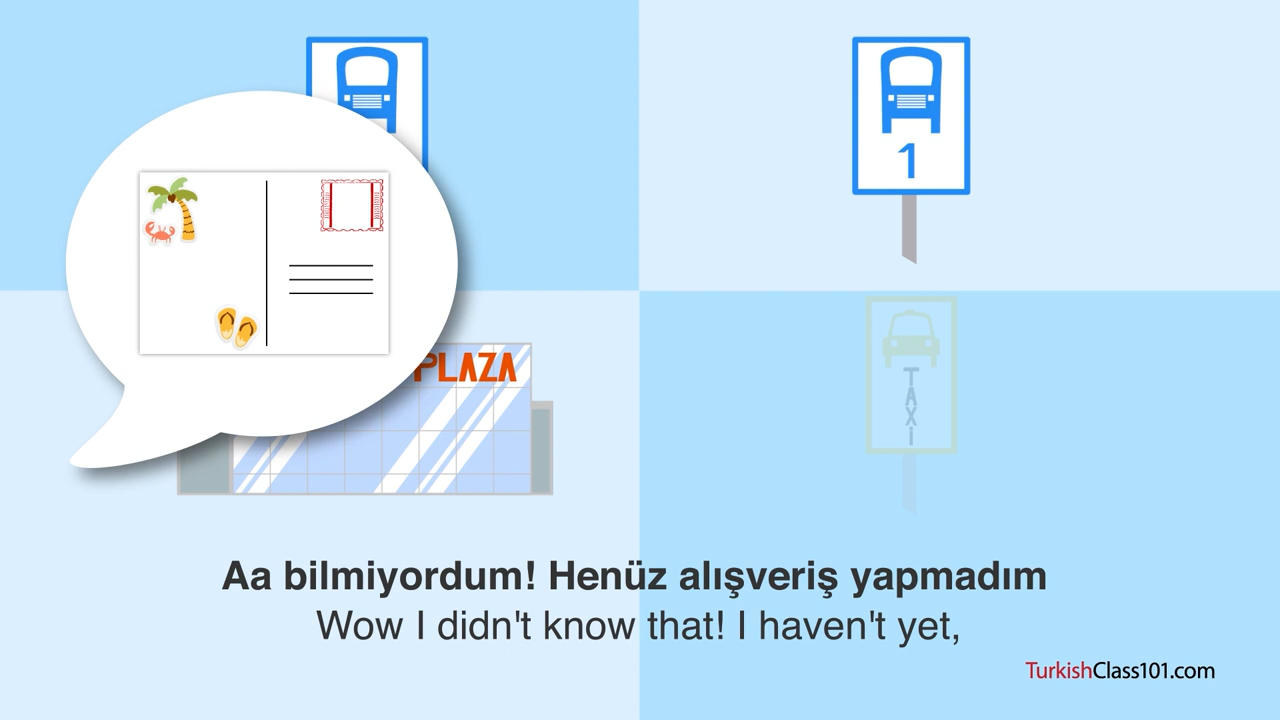 1
PLAZA
TAXi
Aa bilmiyordum! Henüz alışveriş yapmadım
Wow I didn't know that! I haven't yet,
TurkishClass101.com